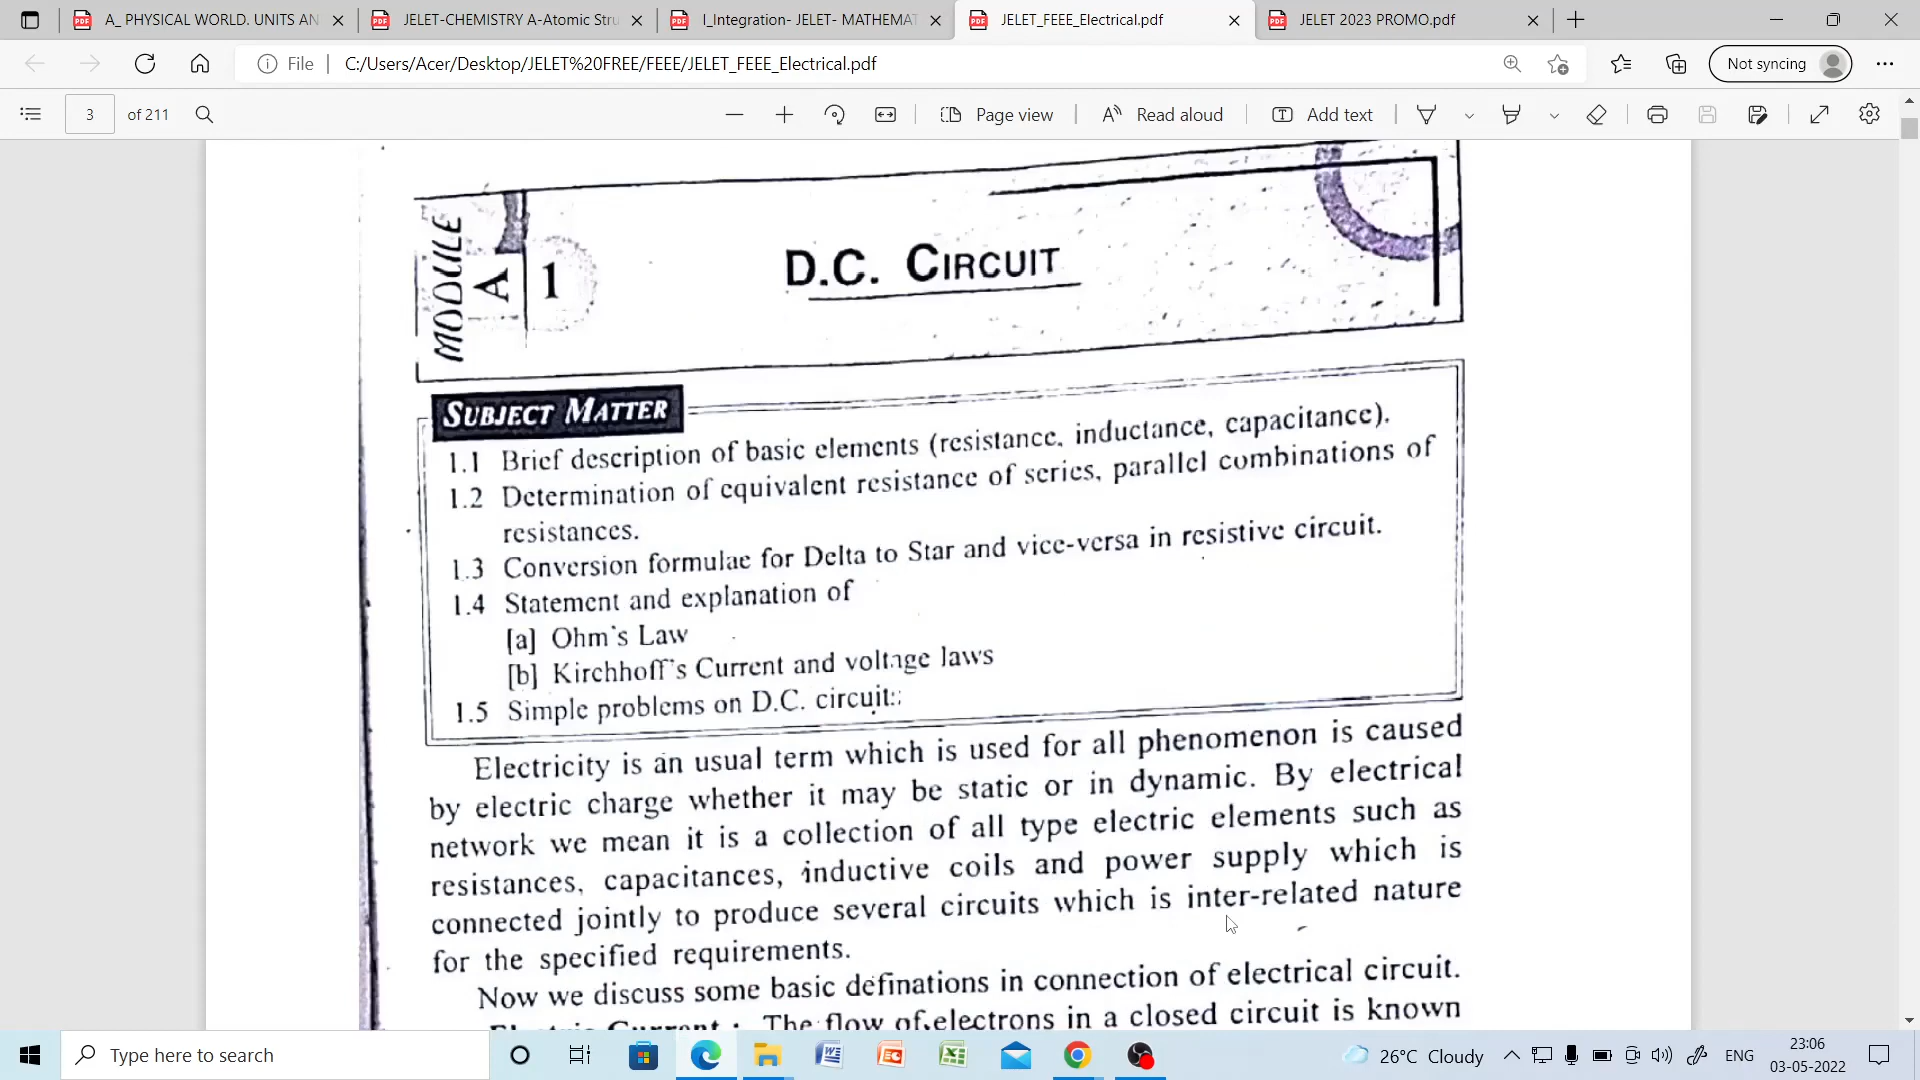 A_ PHYSICAL WORLD. UNITS AN
JELET-CHEMISTRY A-Atomic Stru
I_Integration- JELET- MATHEMAT
JELET_FEEE_Electrical.pdf
JELET 2023 PROMO.pdf
File
C:/Users/Acer/Desktop/JELET%20FREE/FEEE/JELET_FEEE_Electrical.pdf
Not syncing
3
of 211
Page view
Read aloud
Add text
MODULE
A
1
D.C. CIRCUIT
SUBJECT MATTER
1.1 Brief description of basic elements (resistance, inductance, capacitance).
1.2 Determination of equivalent resistance of series, parallel combinations of
resistances.
1.3 Conversion formulae for Delta to Star and vice-versa in resistive circuit.
1.4 Statement and explanation of
[a] Ohm's Law
[b] Kirchhoff's Current and voltage laws
1.5 Simple problems on D.C. circuit.
Electricity is an usual term which is used for all phenomenon is caused
by electric charge whether it may be static or in dynamic. By electrical
network we mean it is a collection of all type electric elements such as
resistances, capacitances, inductive coils and power supply which is
connected jointly to produce several circuits which is inter-related nature
for the specified requirements.
Now we discuss some basic definations in connection of electrical circuit.
Electric Current : The flow of electrons in a closed circuit is known
Type here to search
26°C Cloudy
ENG
23:06
03-05-2022